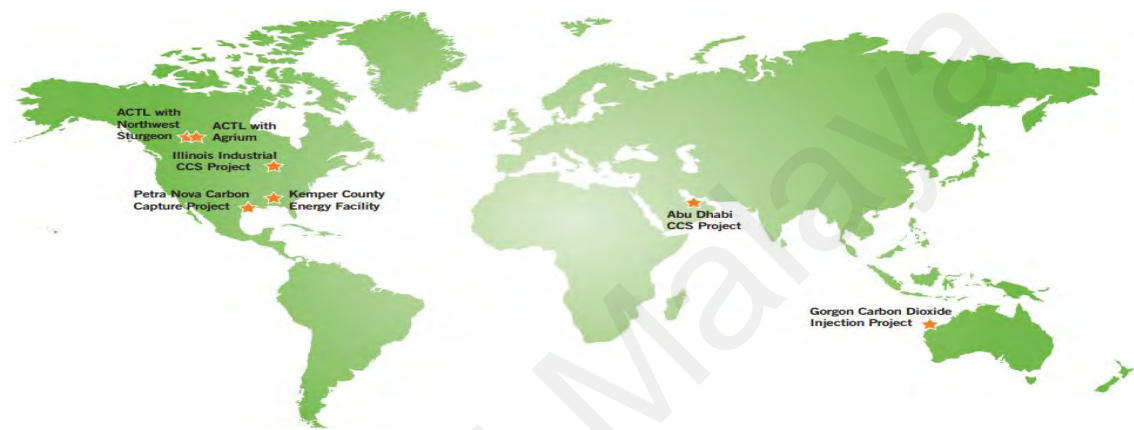 ACTL with
Northwest
Sturgeon
ACTL with
Agrium
Illinois Industrial
CCS Project
Petra Nova Carbon
Capture Project
Kemper County
Energy Facility
Abu Dhabi
CCS Project
Gorgon Carbon Dioxide
Injection Project
Malaya